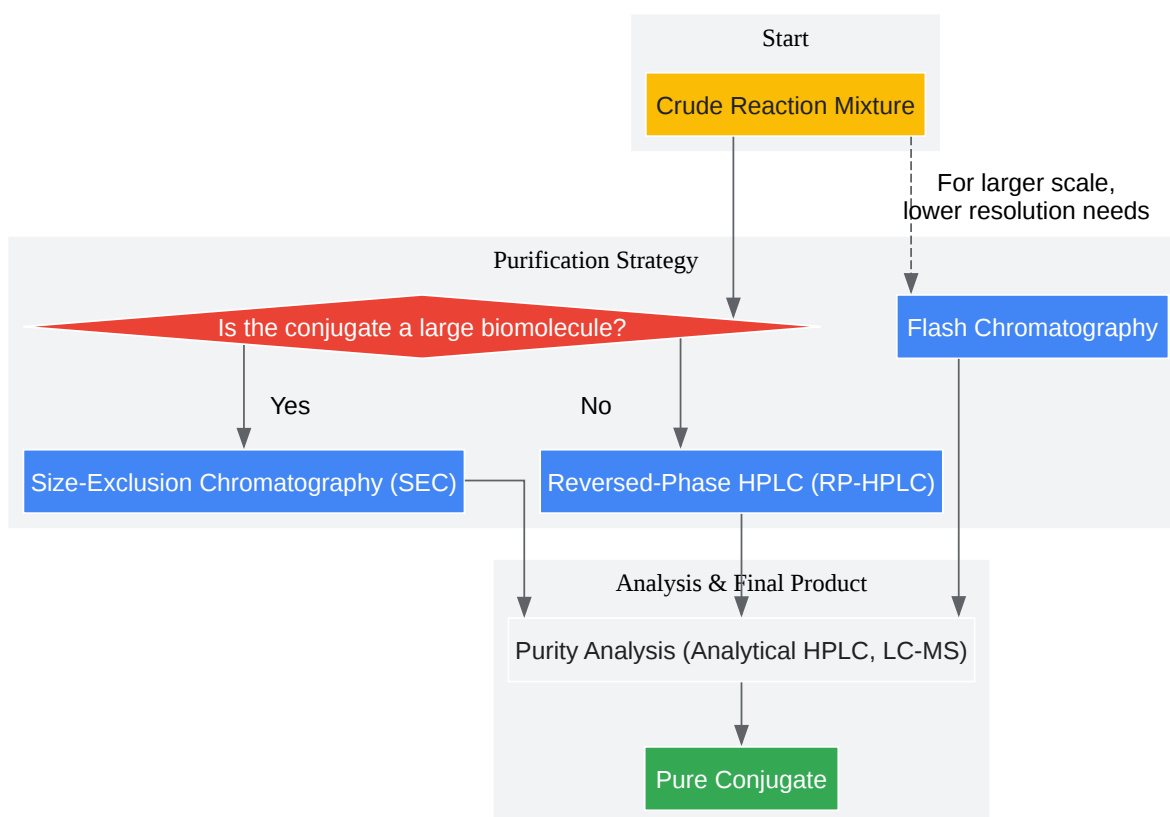 Start
Crude Reaction Mixture
For larger scale,
lower resolution needs
Purification Strategy
Is the conjugate a large biomolecule?
Flash Chromatography
Yes
No
Size-Exclusion Chromatography (SEC)
Reversed-Phase HPLC (RP-HPLC)
Analysis & Final Product
Purity Analysis (Analytical HPLC, LC-MS)
Pure Conjugate